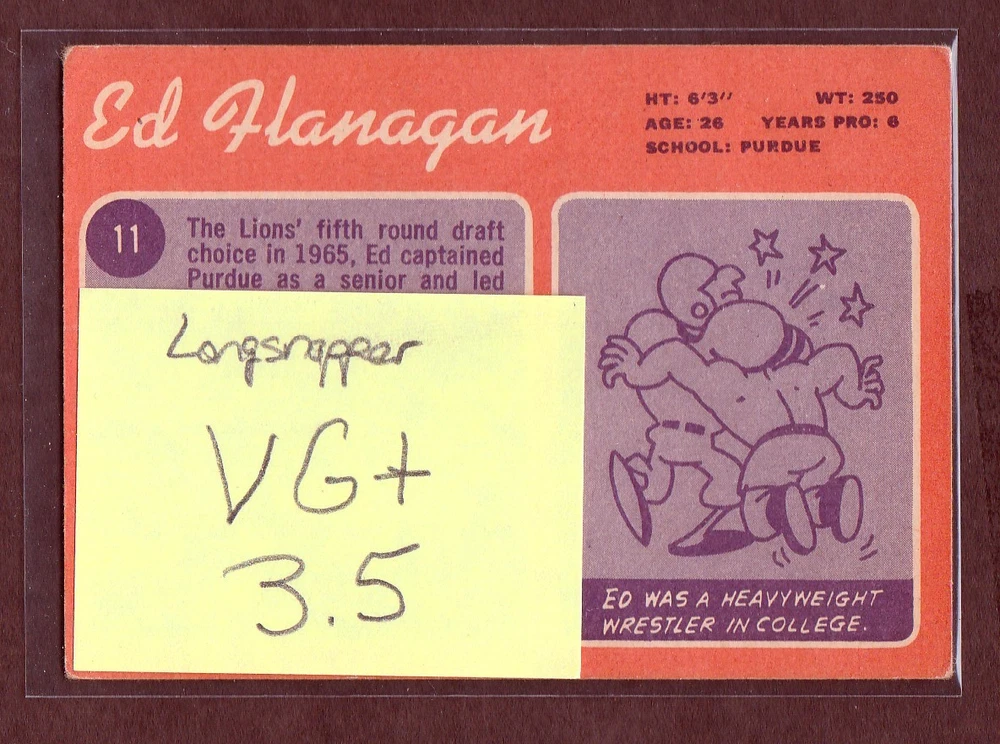 Ed Flanagan
HT: 6'3" WT: 250
AGE: 26 YEARS PRO: 6
SCHOOL: PURDUE
11
The Lions' fifth round draft
choice in 1965, Ed captained
Purdue as a senior and led
Longsnapper
VG+
3.5
ED WAS A HEAVYWEIGHT
WRESTLER IN COLLEGE.